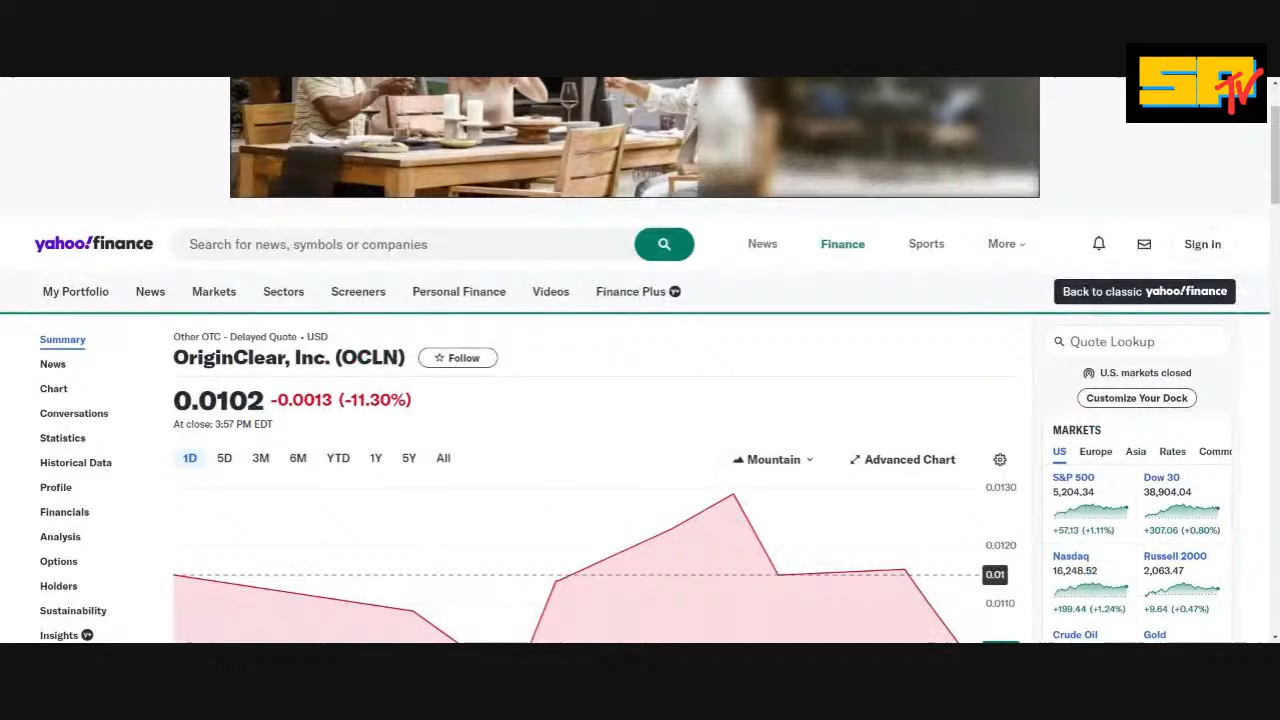 SP TV
yahoo!finance
Search for news, symbols or companies
News
Finance
Sports
More
Sign in
My Portfolio
News
Markets
Sectors
Screeners
Personal Finance
Videos
Finance Plus Y+
Back to classic yahoo!finance
Summary
News
Chart
Conversations
Statistics
Historical Data
Profile
Financials
Analysis
Options
Holders
Sustainability
Insights Y+
Other OTC - Delayed Quote • USD
OriginClear, Inc. (OCLN)
Follow
0.0102 -0.0013 (-11.30%)
At close: 3:57 PM EDT
1D 5D 3M 6M YTD 1Y 5Y All
Mountain
Advanced Chart
0.0130
0.0120
0.01
0.0110
Quote Lookup
U.S. markets closed
Customize Your Dock
MARKETS
US Europe Asia Rates Commo
S&P 500
5,204.34
+57.13 (+1.11%)
Dow 30
38,904.04
+307.06 (+0.80%)
Nasdaq
16,248.52
+199.44 (+1.24%)
Russell 2000
2,063.47
+9.64 (+0.47%)
Crude Oil
Gold